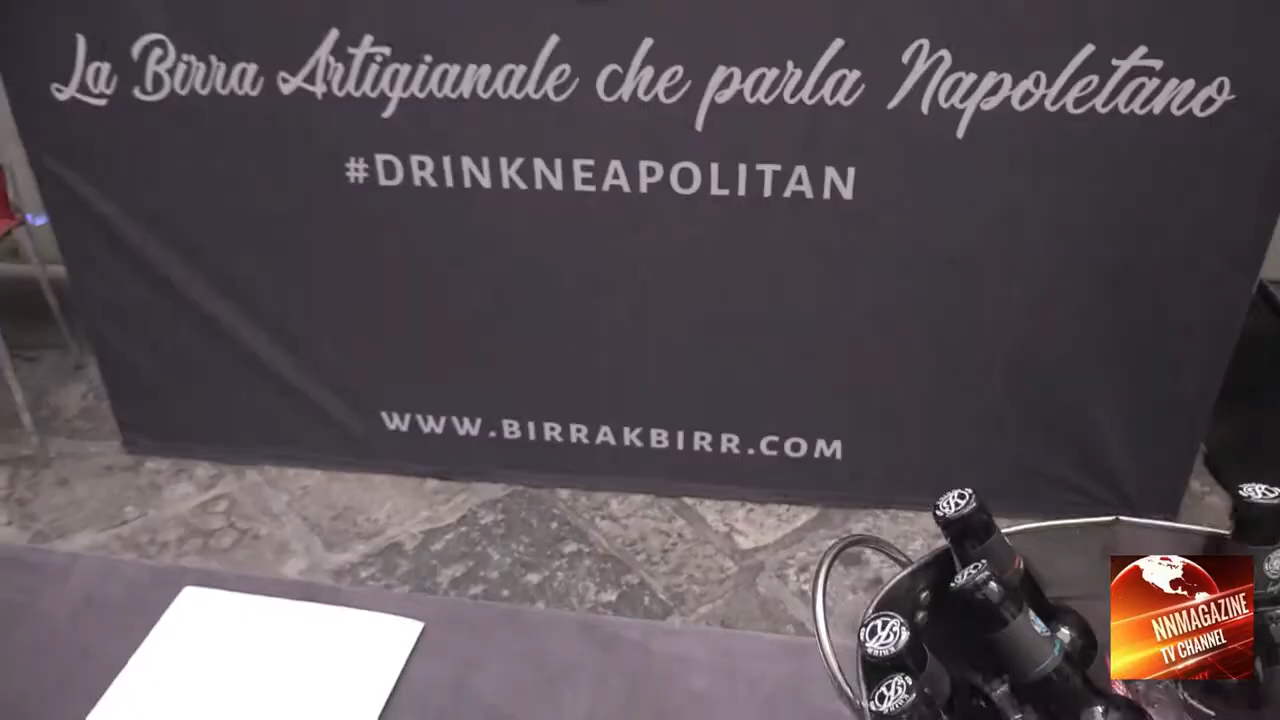 La Birra Artigianale che parla Napoletano
#DRINKNEAPOLITAN
WWW.BIRRAKBIRR.COM
NNMAGAZINE
TV CHANNEL